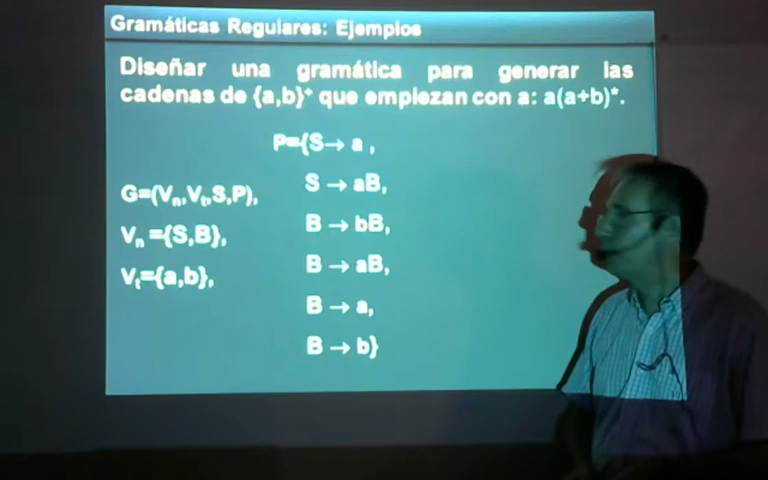 Gramáticas Regulares: Ejemplos
Diseñar una gramática para generar las
cadenas de {a,b}⁺ que empiezan con a: a(a+b)*.
P={S→ a ,
S → aB,
G=(Vₙ,Vₜ,S,P),
B → bB,
Vₙ ={S,B},
B → aB,
Vₜ={a,b},
B → a,
B → b}